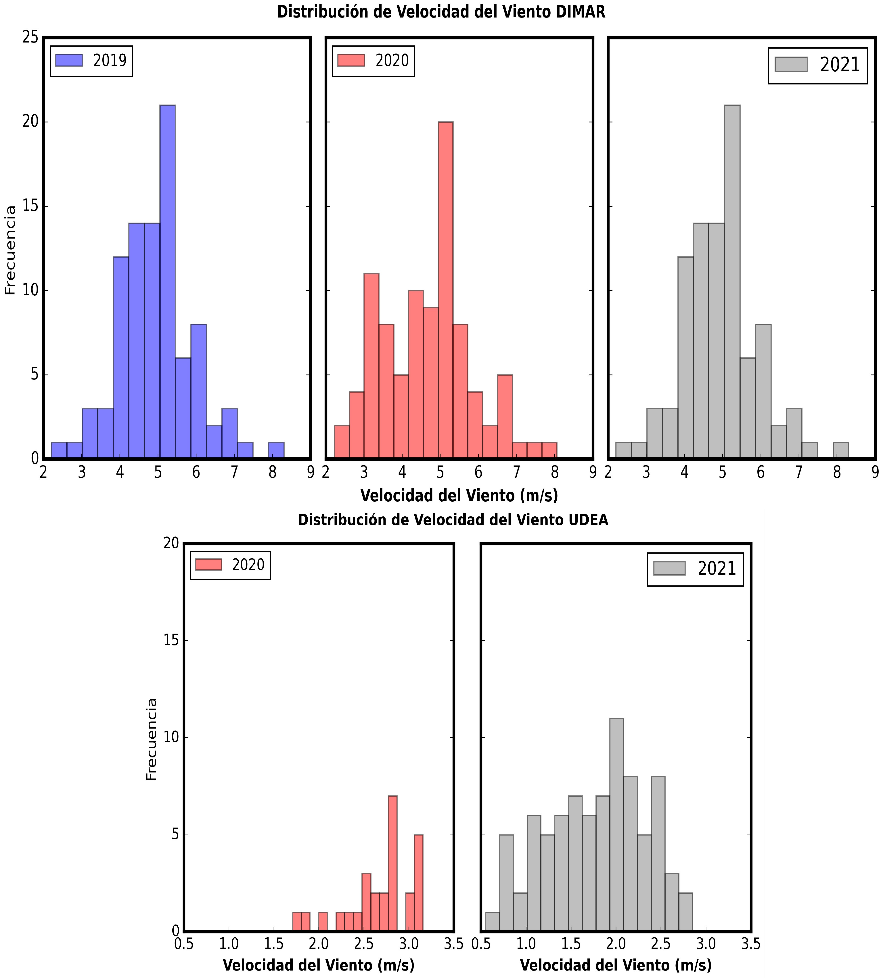 Distribución de Velocidad del Viento DIMAR
25
20
15
10
5
0
Frecuencia
2019
2020
2021
2 3 4 5 6 7 8 9
2 3 4 5 6 7 8 9
2 3 4 5 6 7 8 9
Velocidad del Viento (m/s)
Distribución de Velocidad del Viento UDEA
20
15
10
5
0
Frecuencia
2020
2021
0.5 1.0 1.5 2.0 2.5 3.0 3.5
0.5 1.0 1.5 2.0 2.5 3.0 3.5
Velocidad del Viento (m/s)
Velocidad del Viento (m/s)